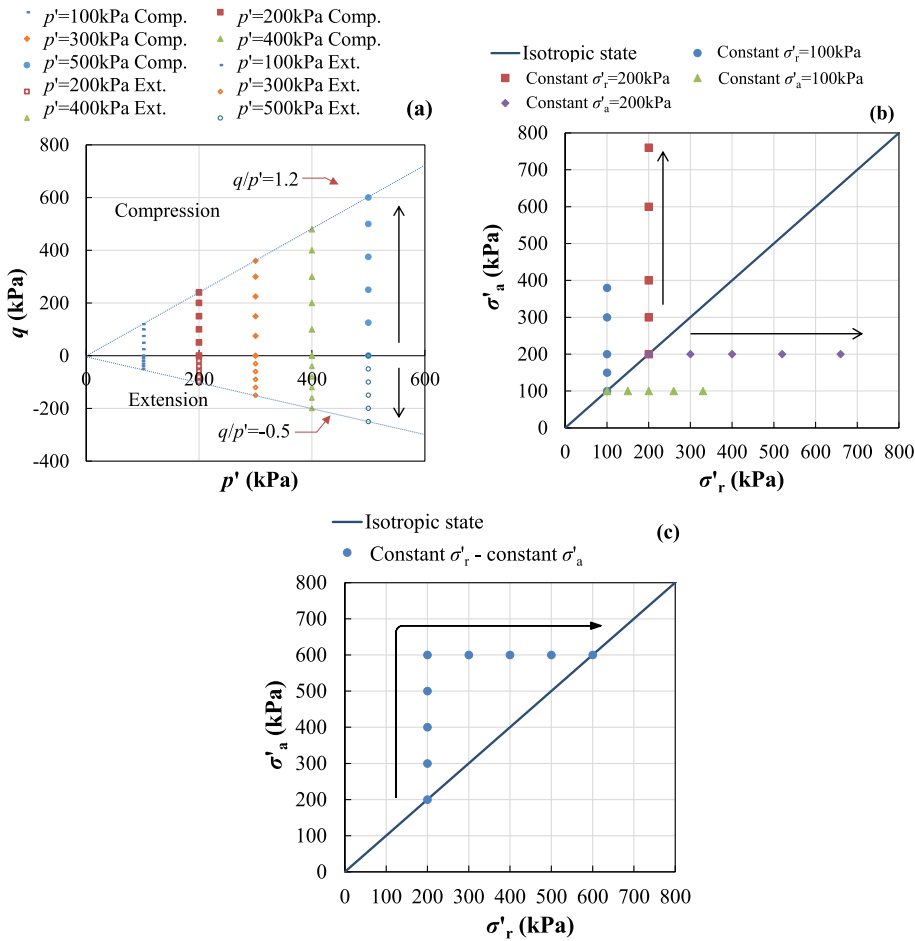 p'=100kPa Comp. p'=200kPa Comp.
p'=300kPa Comp. p'=400kPa Comp.
p'=500kPa Comp. p'=100kPa Ext.
p'=200kPa Ext. p'=300kPa Ext.
p'=400kPa Ext. p'=500kPa Ext.
(a)
800
600
400
200
0
-200
-400
q (kPa)
q/p'=1.2
Compression
Extension
q/p'=-0.5
0 200 400 600
p' (kPa)
Isotropic state Constant σ'r=100kPa
Constant σ'r=200kPa Constant σ'a=100kPa
Constant σ'a=200kPa
(b)
800
700
600
500
400
300
200
100
0
σ'a (kPa)
0 100 200 300 400 500 600 700 800
σ'r (kPa)
Isotropic state
(c)
Constant σ'r - constant σ'a
800
700
600
500
400
300
200
100
0
σ'a (kPa)
0 100 200 300 400 500 600 700 800
σ'r (kPa)